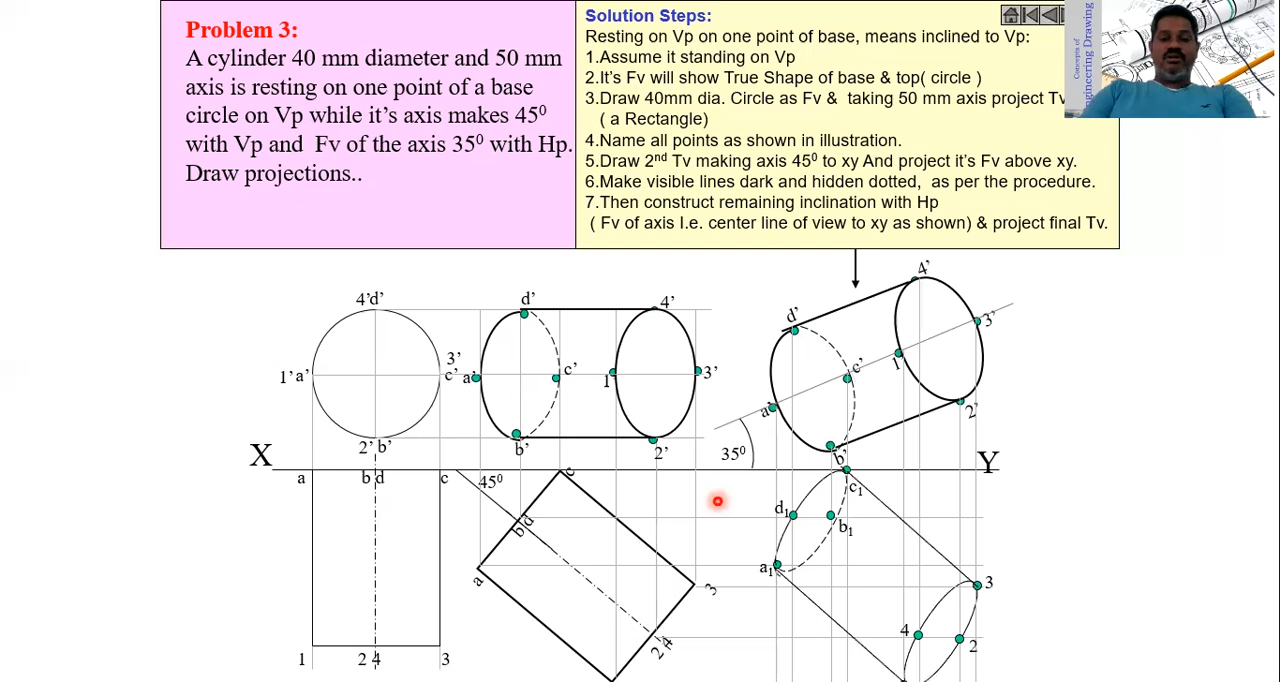 Problem 3:
A cylinder 40 mm diameter and 50 mm
axis is resting on one point of a base
circle on Vp while it's axis makes 45⁰
with Vp and Fv of the axis 35⁰ with Hp.
Draw projections..
Solution Steps:
Resting on Vp on one point of base, means inclined to Vp:
1.Assume it standing on Vp
2.It's Fv will show True Shape of base & top( circle )
3.Draw 40mm dia. Circle as Fv & taking 50 mm axis project Tv
( a Rectangle)
4.Name all points as shown in illustration.
5.Draw 2nd Tv making axis 45⁰ to xy And project it's Fv above xy.
6.Make visible lines dark and hidden dotted, as per the procedure.
7.Then construct remaining inclination with Hp
( Fv of axis I.e. center line of view to xy as shown) & project final Tv.
Concepts of
ngineering Drawing
4'd' d' 4' d' 4'
1'a' 3' c' a' c' 1' 3' a' c' 1' 3'
2' b' b' 2' b' 2'
X 35⁰ Y
a b d c 45⁰ c c₁
b d d₁ b₁
a 3 a₁ 3
1 2 4 3 2 4 4 2